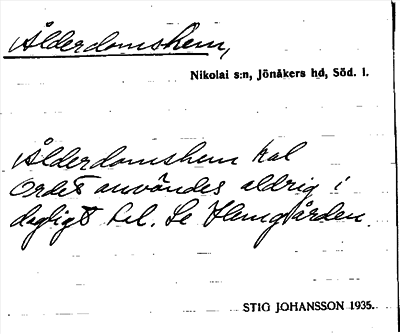 Ålderdomshem,
Nikolai s:n, Jönåkers hd, Söd. l.
Ålderdomshem kal
Ordet användes aldrig i
dagligt tal. Se Hemgården.
STIG JOHANSSON 1935.